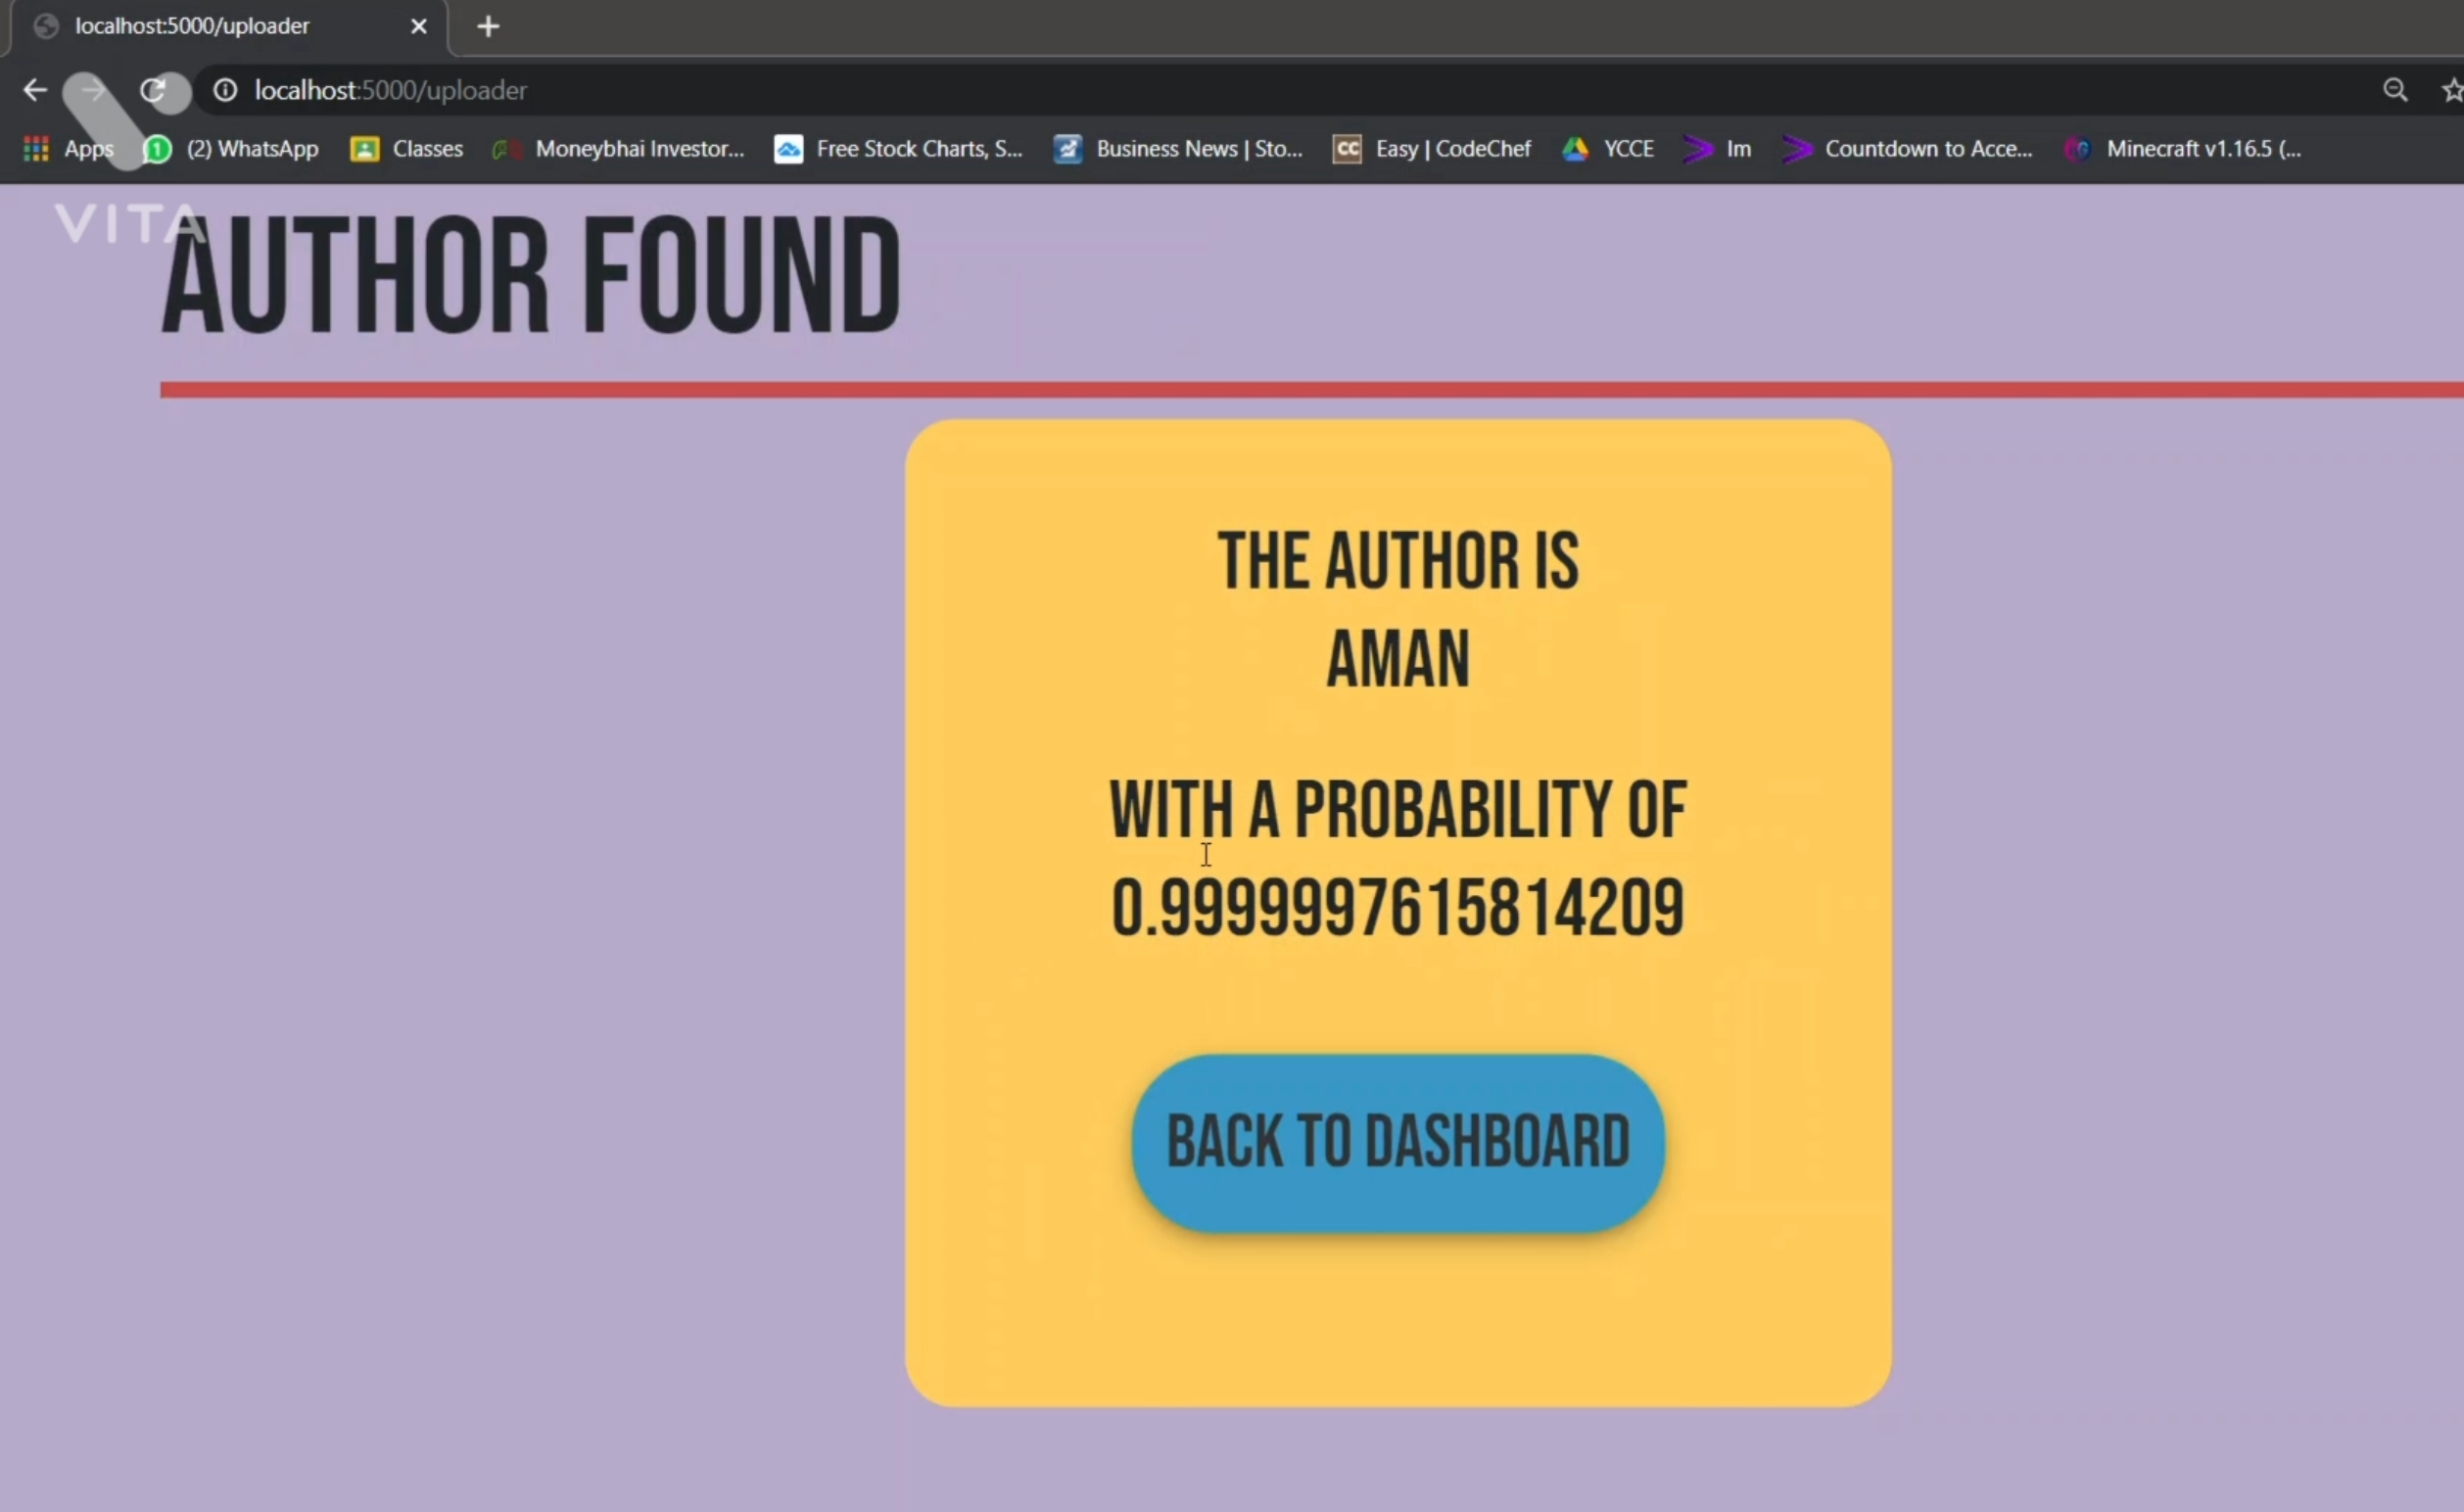 localhost:5000/uploader
localhost:5000/uploader
Apps
1
(2) WhatsApp
Classes
Moneybhai Investor...
Free Stock Charts, S...
Business News | Sto...
CC
Easy | CodeChef
YCCE
Im
Countdown to Acce...
Minecraft v1.16.5 (...
VITA
AUTHOR FOUND
THE AUTHOR IS
AMAN
WITH A PROBABILITY OF
0.9999997615814209
BACK TO DASHBOARD